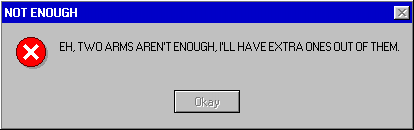 NOT ENOUGH
EH, TWO ARMS AREN'T ENOUGH, I'LL HAVE EXTRA ONES OUT OF THEM.
Okay